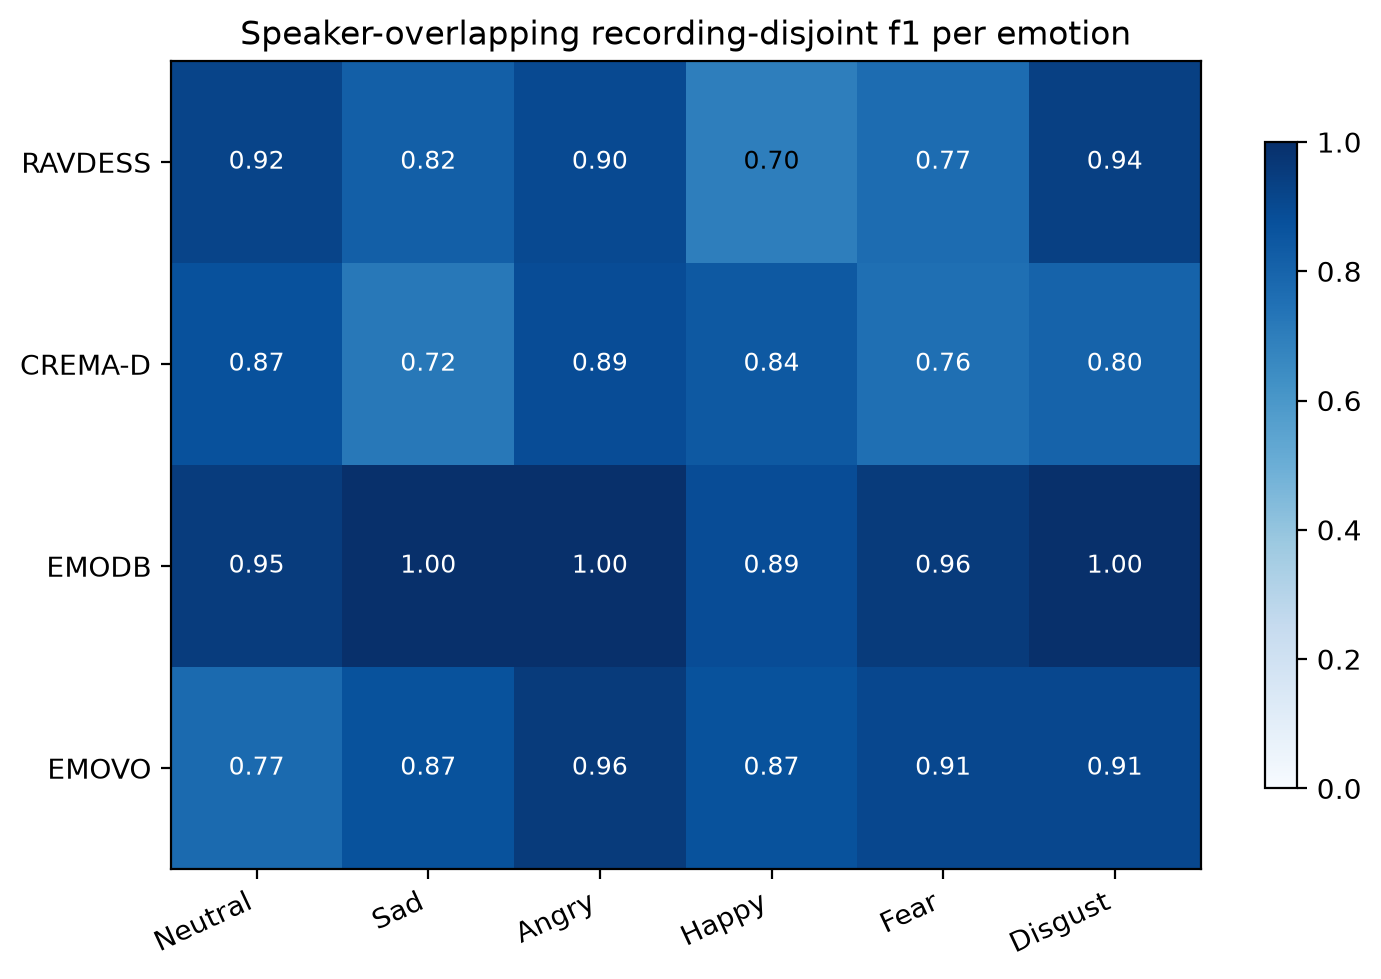 Speaker-overlapping recording-disjoint f1 per emotion
RAVDESS 0.92 0.82 0.90 0.70 0.77 0.94
CREMA-D 0.87 0.72 0.89 0.84 0.76 0.80
EMODB 0.95 1.00 1.00 0.89 0.96 1.00
EMOVO 0.77 0.87 0.96 0.87 0.91 0.91
Neutral Sad Angry Happy Fear Disgust
1.0
0.8
0.6
0.4
0.2
0.0